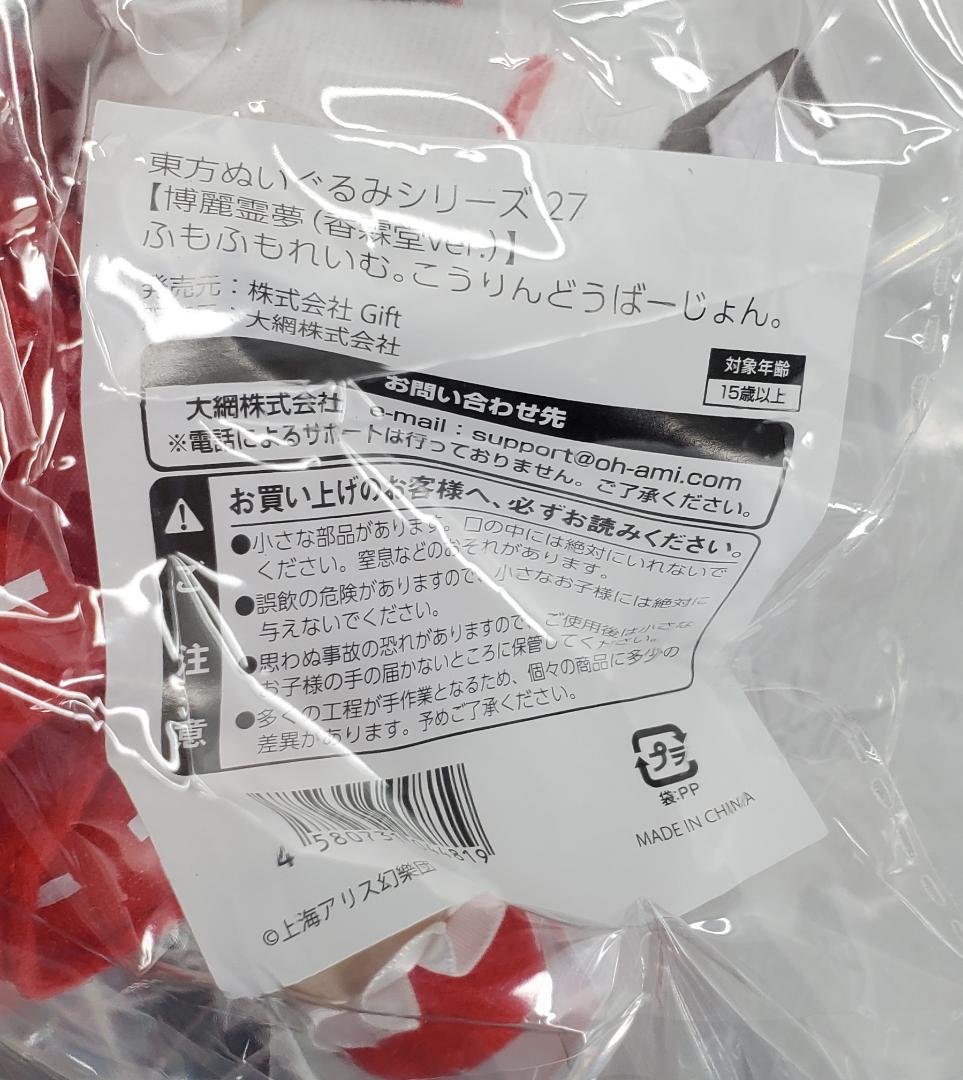 東方ぬいぐるみシリーズ 27
【博麗霊夢(香霖堂ver.)】
ふもふもれいむ。こうりんどうばーじょん。
発売元：株式会社 Gift
大網株式会社
対象年齢
15歳以上
お問い合わせ先
大網株式会社 e-mail：support@oh-ami.com
※電話によるサポートは行っておりません。ご了承ください。
お買い上げのお客様へ、必ずお読みください。
●小さな部品があります。口の中には絶対にいれないで
ください。窒息などのおそれがあります。
●誤飲の危険がありますので、小さなお子様には絶対に
与えないでください。
●思わぬ事故の恐れがありますので、ご使用後は小さな
お子様の手の届かないところに保管してください。
●多くの工程が手作業となるため、個々の商品に多少の
差異があります。予めご了承ください。
ご注意
プラ
袋:PP
MADE IN CHINA
©上海アリス幻樂団